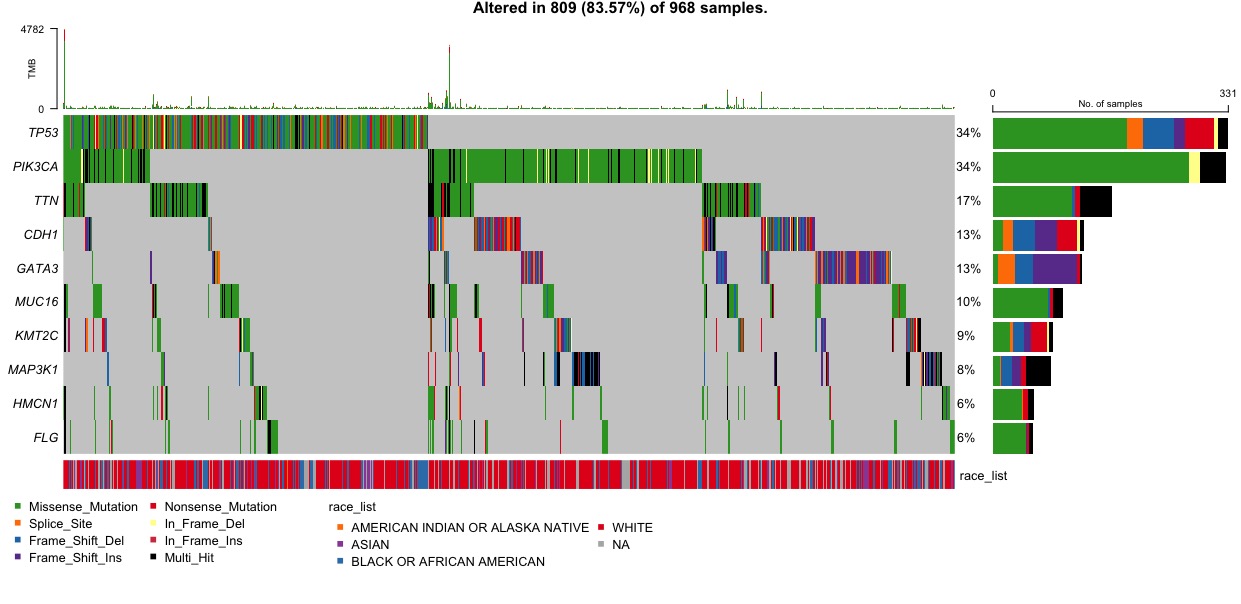 Altered in 809 (83.57%) of 968 samples.
4782
TMB
0
0 331
No. of samples
TP53 34%
PIK3CA 34%
TTN 17%
CDH1 13%
GATA3 13%
MUC16 10%
KMT2C 9%
MAP3K1 8%
HMCN1 6%
FLG 6%
race_list
Missense_Mutation Nonsense_Mutation race_list
Splice_Site In_Frame_Del AMERICAN INDIAN OR ALASKA NATIVE WHITE
Frame_Shift_Del In_Frame_Ins ASIAN NA
Frame_Shift_Ins Multi_Hit BLACK OR AFRICAN AMERICAN